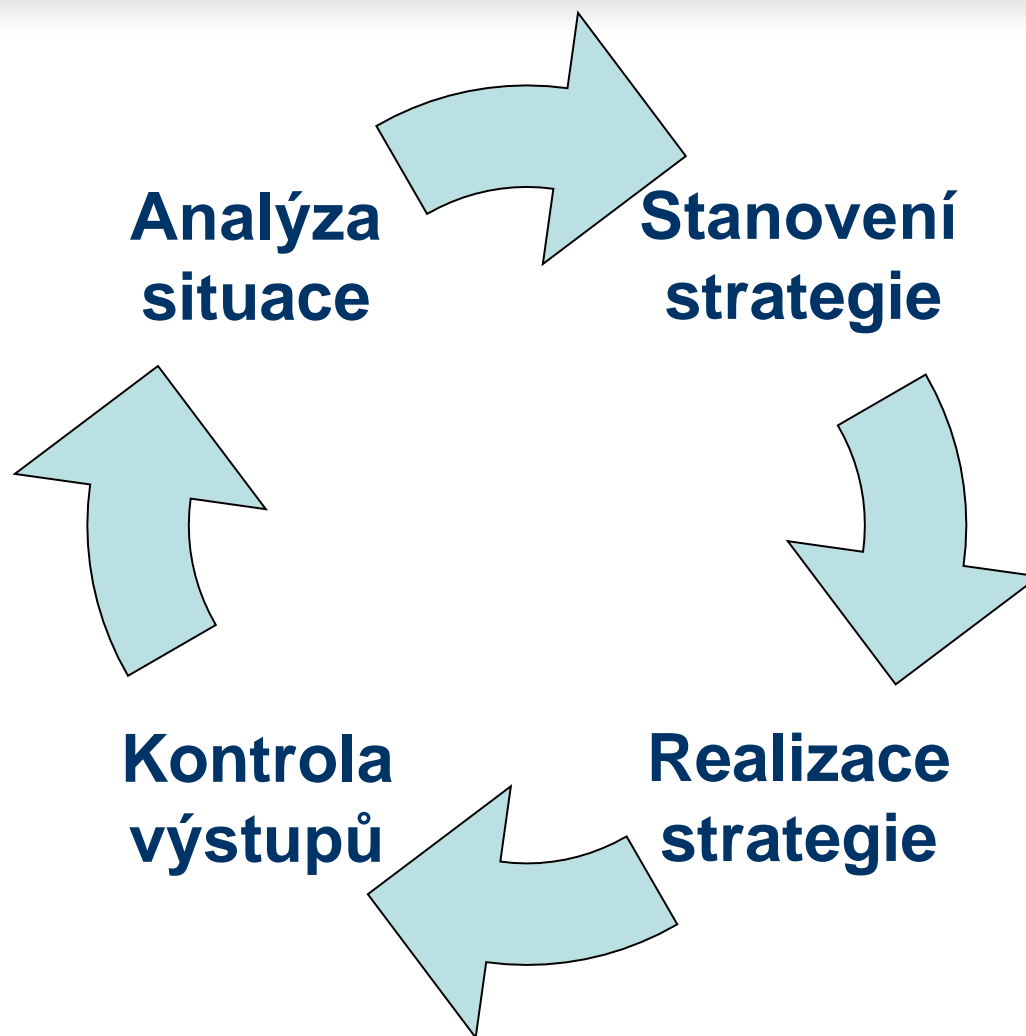 Analýza
situace
Stanovení
strategie
Realizace
strategie
Kontrola
výstupů